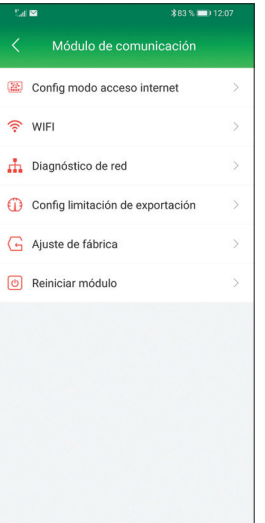 83 % 12:07
Módulo de comunicación
Config modo acceso internet
WIFI
Diagnóstico de red
Config limitación de exportación
Ajuste de fábrica
Reiniciar módulo